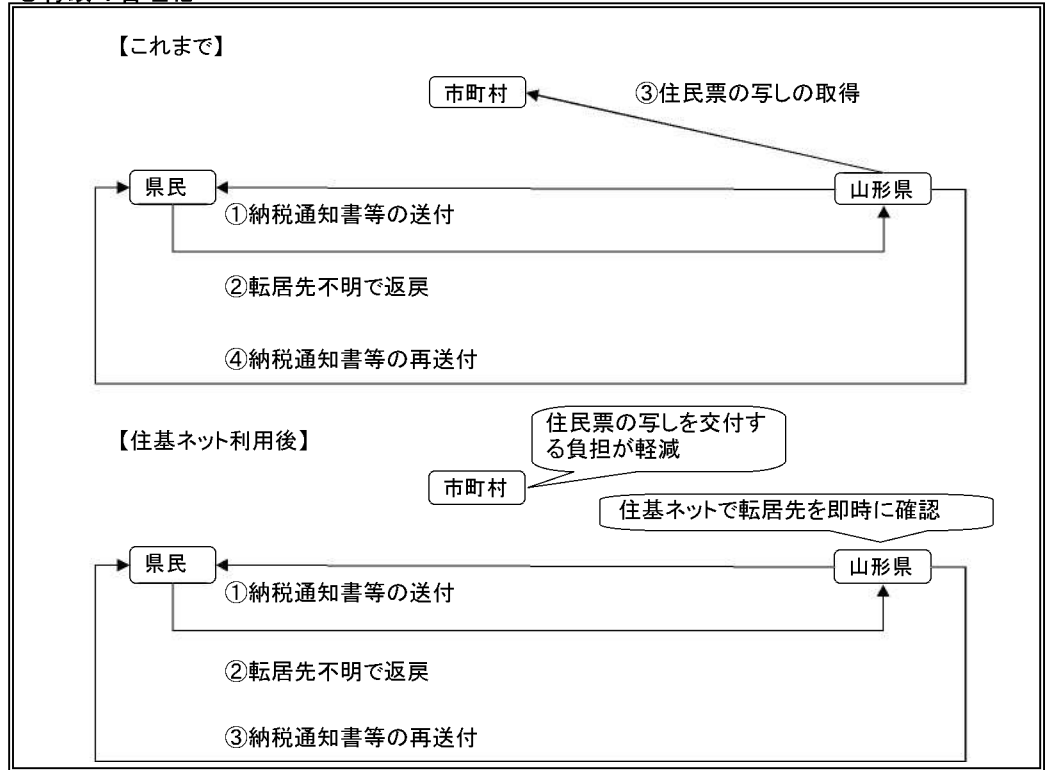 【これまで】
市町村
③住民票の写しの取得
県民
山形県
①納税通知書等の送付
②転居先不明で返戻
④納税通知書等の再送付
【住基ネット利用後】
住民票の写しを交付す
る負担が軽減
市町村
住基ネットで転居先を即時に確認
県民
山形県
①納税通知書等の送付
②転居先不明で返戻
③納税通知書等の再送付